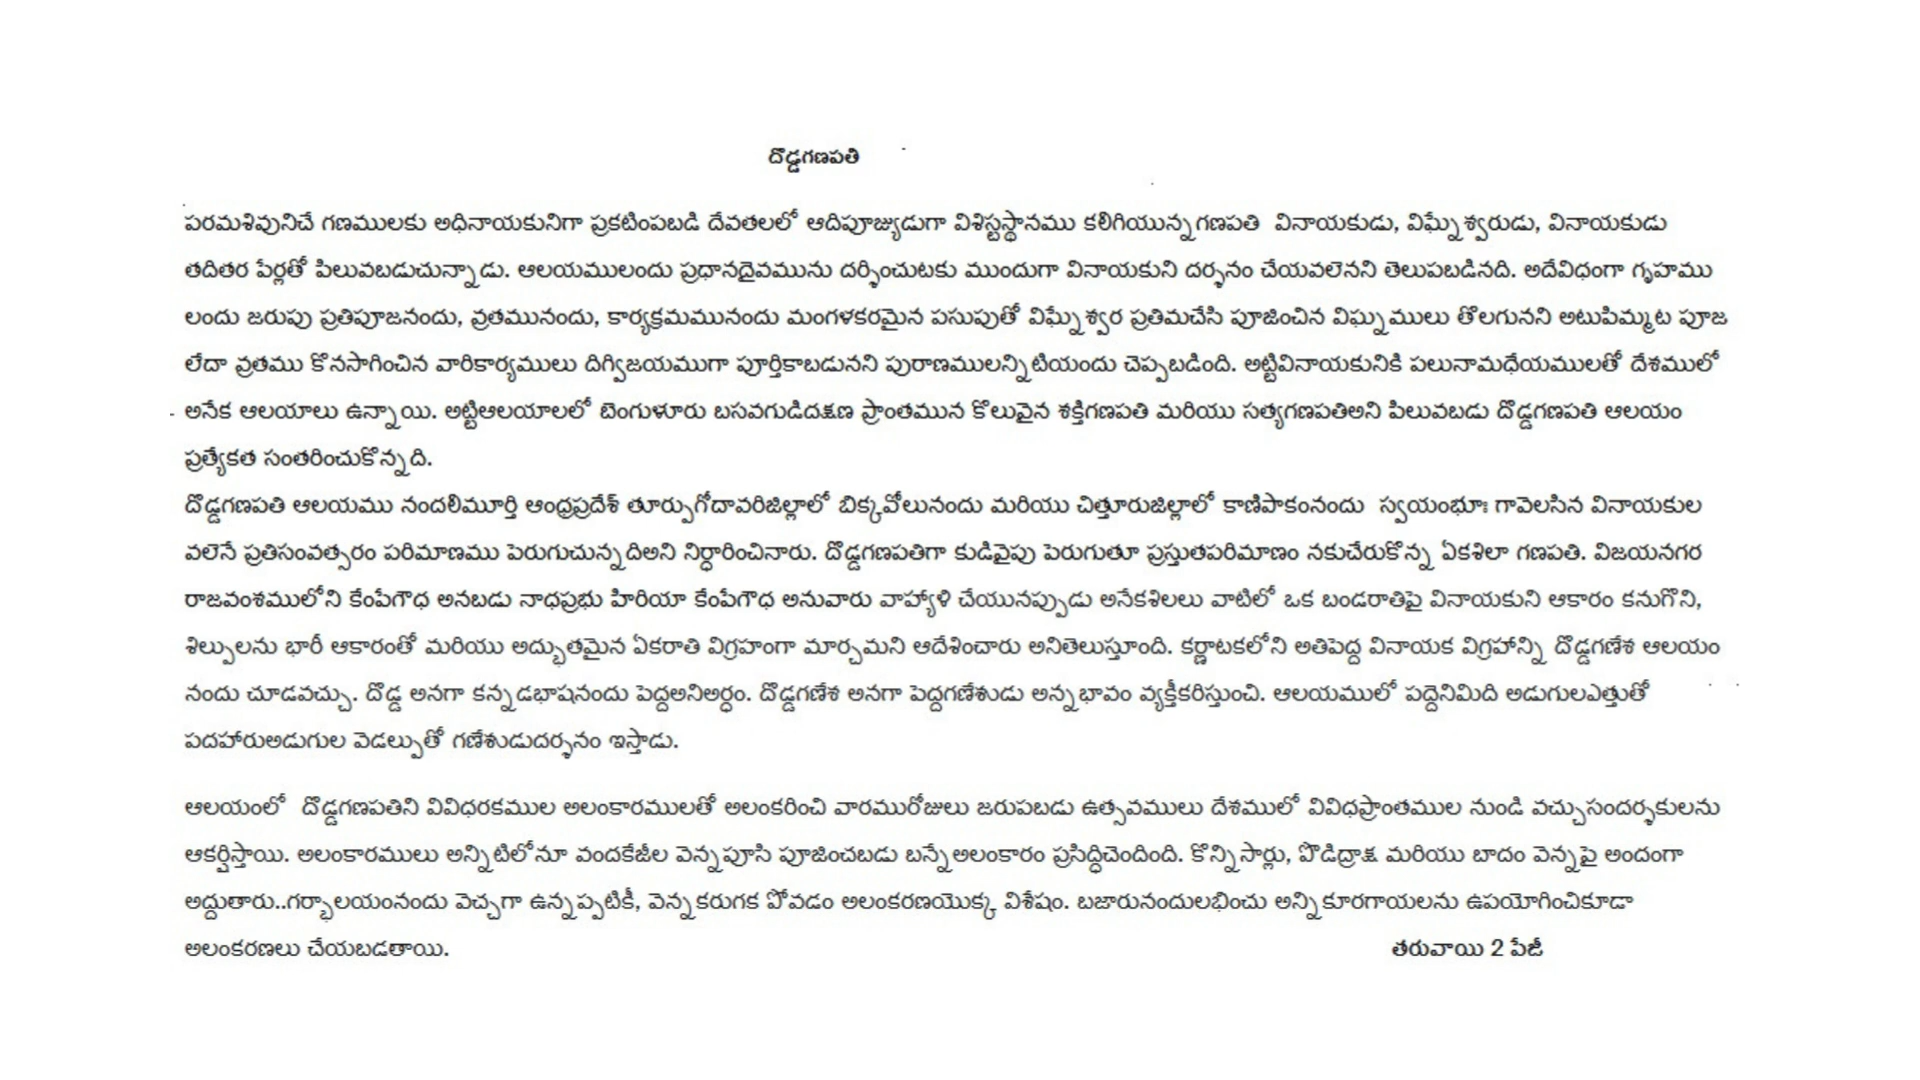 దొడ్డగణపతి
పరమశివునిచే గణములకు అధినాయకునిగా ప్రకటింపబడి దేవతలలో ఆదిపూజ్యుడుగా విశిస్టస్థానము కలిగియున్నగణపతి వినాయకుడు, విఘ్నేశ్వరుడు, వినాయకుడు
తదితర పేర్లతో పిలువబడుచున్నాడు. ఆలయములందు ప్రధానదైవమును దర్శించుటకు ముందుగా వినాయకుని దర్శనం చేయవలెనని తెలుపబడినది. అదేవిధంగా గృహము
లందు జరుపు ప్రతిపూజనందు, వ్రతమునందు, కార్యక్రమమునందు మంగళకరమైన పసుపుతో విఘ్నేశ్వర ప్రతిమచేసి పూజించిన విఘ్నములు తొలగునని అటుపిమ్మట పూజ
లేదా వ్రతము కొనసాగించిన వారికార్యములు దిగ్విజయముగా పూర్తికాబడునని పురాణములన్నిటియందు చెప్పబడింది. అట్టివినాయకునికి పలునామధేయములతో దేశములో
అనేక ఆలయాలు ఉన్నాయి. అట్టిఆలయాలలో బెంగుళూరు బసవగుడిదక్షణ ప్రాంతమున కొలువైన శక్తిగణపతి మరియు సత్యగణపతిఅని పిలువబడు దొడ్డగణపతి ఆలయం
ప్రత్యేకత సంతరించుకొన్నది.
దొడ్డగణపతి ఆలయము నందలిమూర్తి ఆంధ్రప్రదేశ్ తూర్పుగోదావరిజిల్లాలో బిక్కవోలునందు మరియు చిత్తూరుజిల్లాలో కాణిపాకంనందు స్వయంభూః గావెలసిన వినాయకుల
వలెనే ప్రతిసంవత్సరం పరిమాణము పెరుగుచున్నదిఅని నిర్ధారించినారు. దొడ్డగణపతిగా కుడివైపు పెరుగుతూ ప్రస్తుతపరిమాణం నకుచేరుకొన్న ఏకశిలా గణపతి. విజయనగర
రాజవంశములోని కేంపేగౌధ అనబడు నాధప్రభు హిరియా కేంపేగౌధ అనువారు వాహ్యాళి చేయునప్పుడు అనేకశిలలు వాటిలో ఒక బండరాతిపై వినాయకుని ఆకారం కనుగొని,
శిల్పులను భారీ ఆకారంతో మరియు అద్భుతమైన ఏకరాతి విగ్రహంగా మార్చమని ఆదేశించారు అనితెలుస్తూంది. కర్ణాటకలోని అతిపెద్ద వినాయక విగ్రహాన్ని దొడ్డగణేశ ఆలయం
నందు చూడవచ్చు. దొడ్డ అనగా కన్నడభాషనందు పెద్దఅనిఅర్ధం. దొడ్డగణేశ అనగా పెద్దగణేశుడు అన్నభావం వ్యక్తీకరిస్తుంచి. ఆలయములో పద్దెనిమిది అడుగులఎత్తుతో
పదహారుఅడుగుల వెడల్పుతో గణేశుడుదర్శనం ఇస్తాడు.
ఆలయంలో దొడ్డగణపతిని వివిధరకముల అలంకారములతో అలంకరించి వారమురోజులు జరుపబడు ఉత్సవములు దేశములో వివిధప్రాంతముల నుండి వచ్చుసందర్శకులను
ఆకర్షిస్తాయి. అలంకారములు అన్నిటిలోనూ వందకేజీల వెన్నపూసి పూజించబడు బస్నేఅలంకారం ప్రసిద్ధిచెందింది. కొన్నిసార్లు, పొడిద్రాక్ష మరియు బాదం వెన్నపై అందంగా
అద్దుతారు..గర్భాలయంనందు వెచ్చగా ఉన్నప్పటికీ, వెన్నకరుగక పోవడం అలంకరణయొక్క విశేషం. బజారునందులభించు అన్నికూరగాయలను ఉపయోగించికూడా
అలంకరణలు చేయబడతాయి. తరువాయి 2 పేజీ